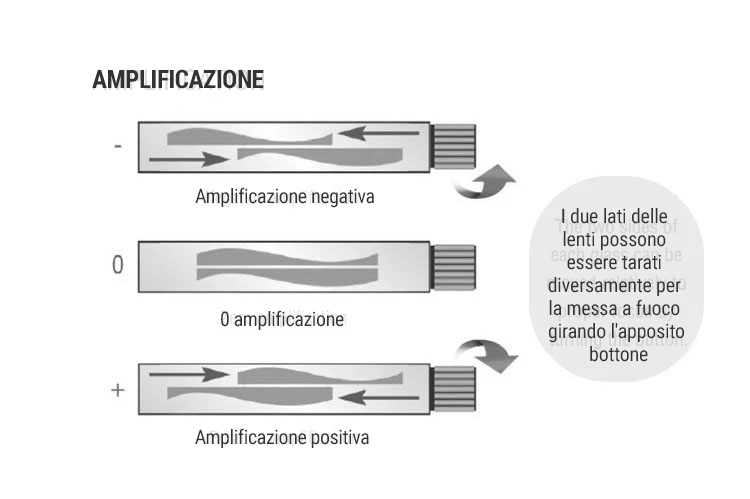 AMPLIFICAZIONE
-
Amplificazione negativa
0
0 amplificazione
+
Amplificazione positiva
I due lati delle
lenti possono
essere tarati
diversamente per
la messa a fuoco
girando l'apposito
bottone